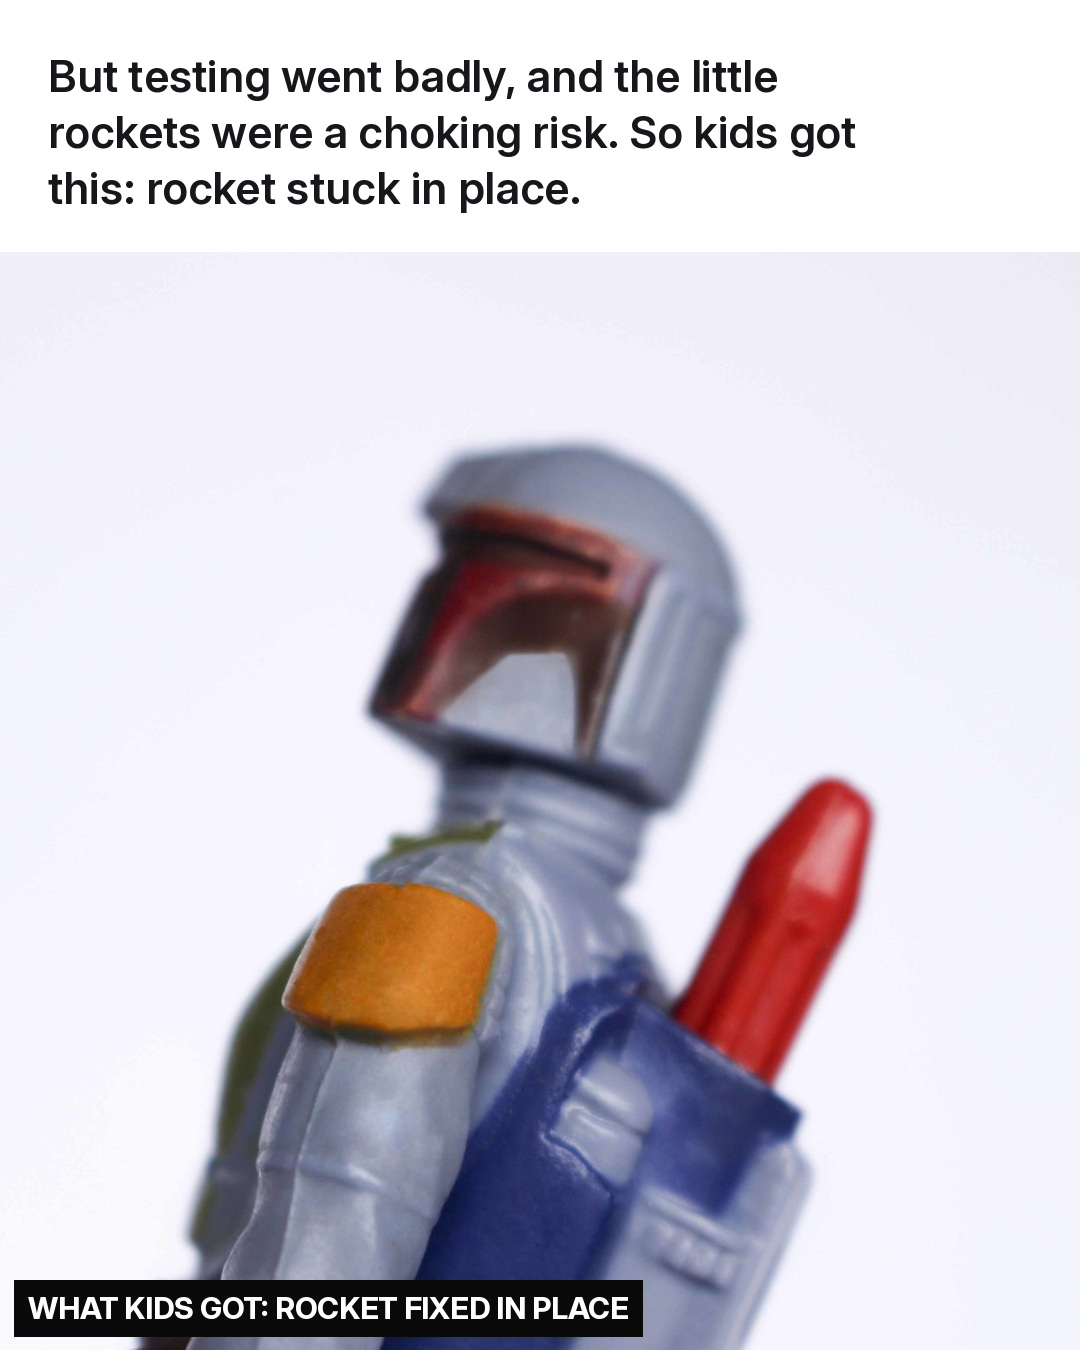 But testing went badly, and the little
rockets were a choking risk. So kids got
this: rocket stuck in place.
WHAT KIDS GOT: ROCKET FIXED IN PLACE